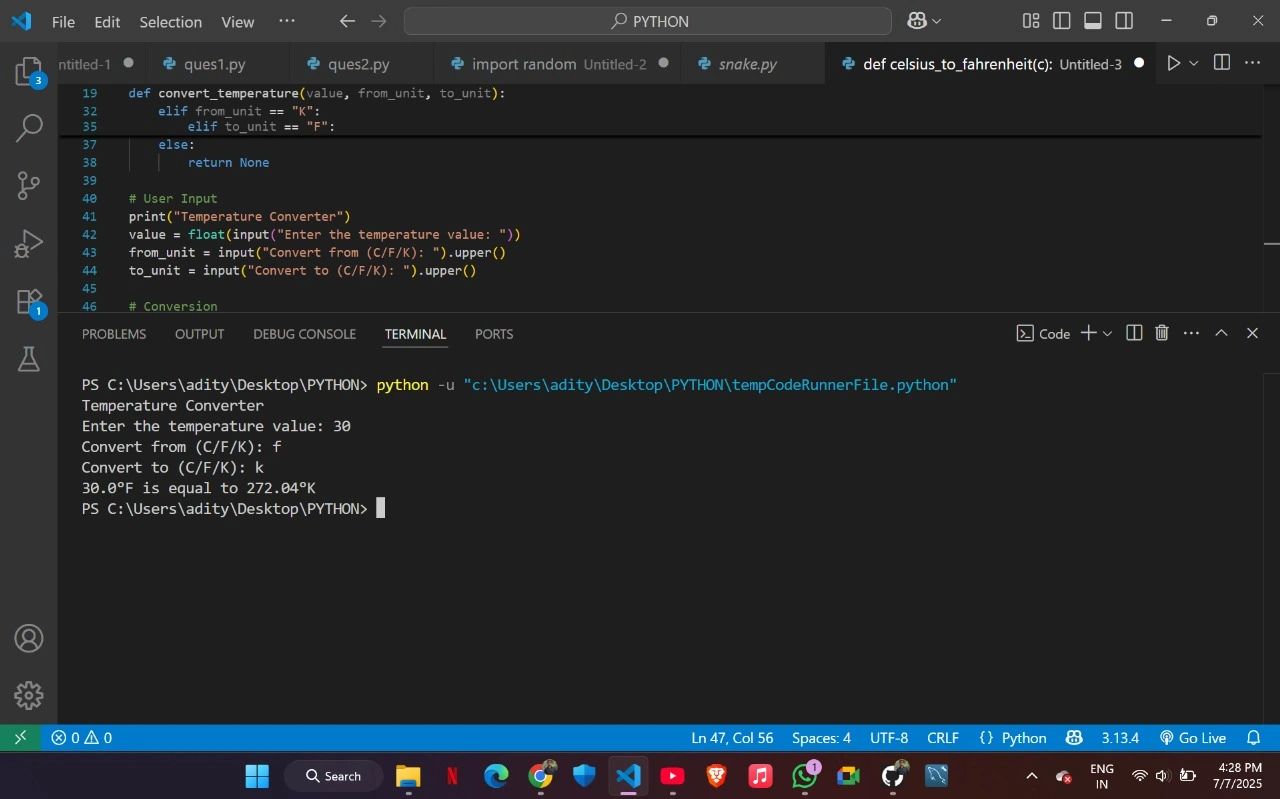 File Edit Selection View ··· PYTHON
ntitled-1 ques1.py ques2.py import random Untitled-2 snake.py def celsius_to_fahrenheit(c): Untitled-3
3
19 def convert_temperature(value, from_unit, to_unit):
32 elif from_unit == "K":
35 elif to_unit == "F":
37 else:
38 return None
39
40 # User Input
41 print("Temperature Converter")
42 value = float(input("Enter the temperature value: "))
43 from_unit = input("Convert from (C/F/K): ").upper()
44 to_unit = input("Convert to (C/F/K): ").upper()
45
46 # Conversion
1
PROBLEMS OUTPUT DEBUG CONSOLE TERMINAL PORTS Code
PS C:\Users\adity\Desktop\PYTHON> python -u "c:\Users\adity\Desktop\PYTHON\tempCodeRunnerFile.python"
Temperature Converter
Enter the temperature value: 30
Convert from (C/F/K): f
Convert to (C/F/K): k
30.0°F is equal to 272.04°K
PS C:\Users\adity\Desktop\PYTHON>
0 0 Ln 47, Col 56 Spaces: 4 UTF-8 CRLF {} Python 3.13.4 Go Live
Search 1 ENG 4:28 PM
IN 7/7/2025